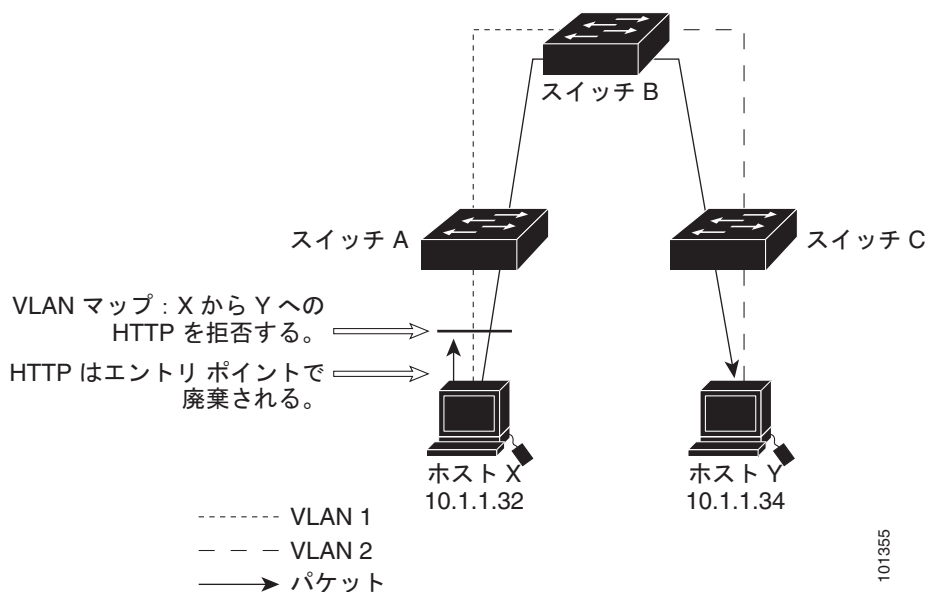 スイッチ B
スイッチ A
スイッチ C
VLAN マップ：X から Y への
HTTP を拒否する。
HTTP はエントリ ポイントで
廃棄される。
ホスト X
10.1.1.32
ホスト Y
10.1.1.34
VLAN 1
VLAN 2
パケット
101355